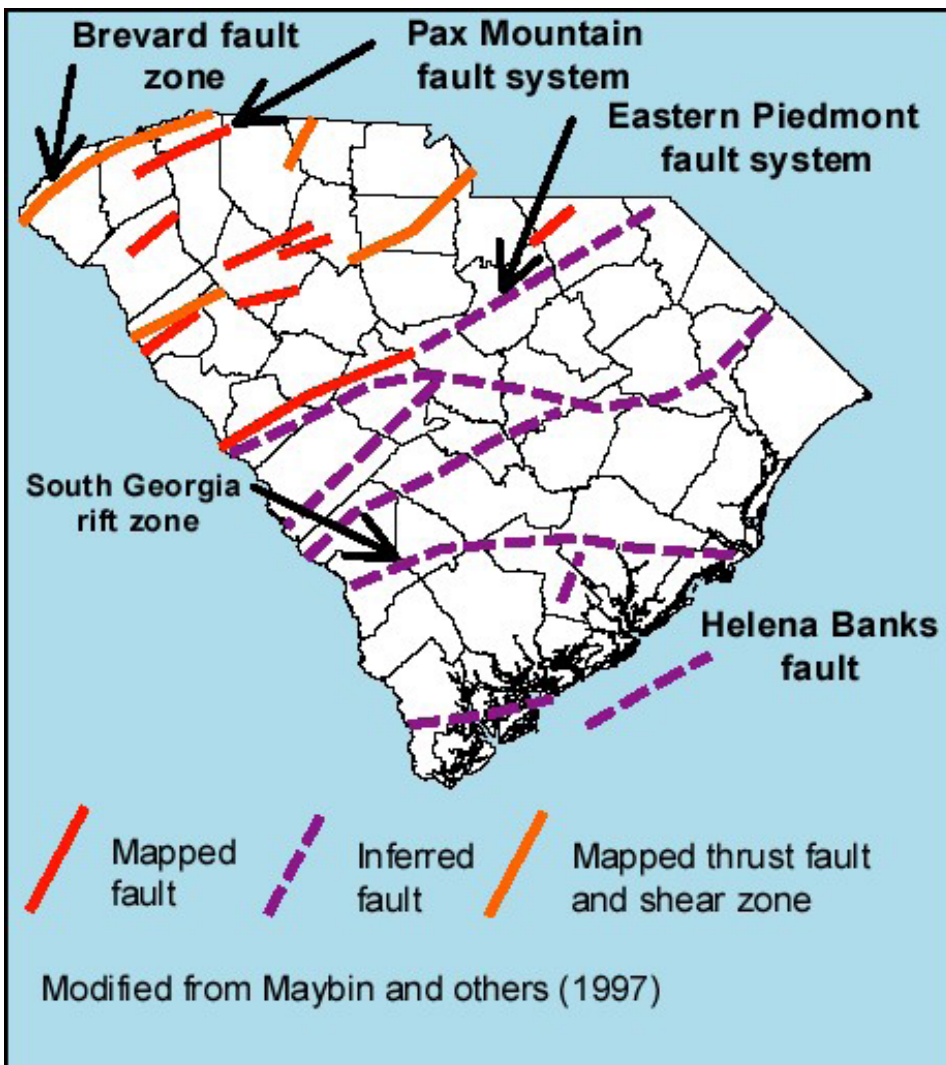 Brevard fault
zone
Pax Mountain
fault system
Eastern Piedmont
fault system
South Georgia
rift zone
Helena Banks
fault
Mapped
fault
Inferred
fault
Mapped thrust fault
and shear zone
Modified from Maybin and others (1997)